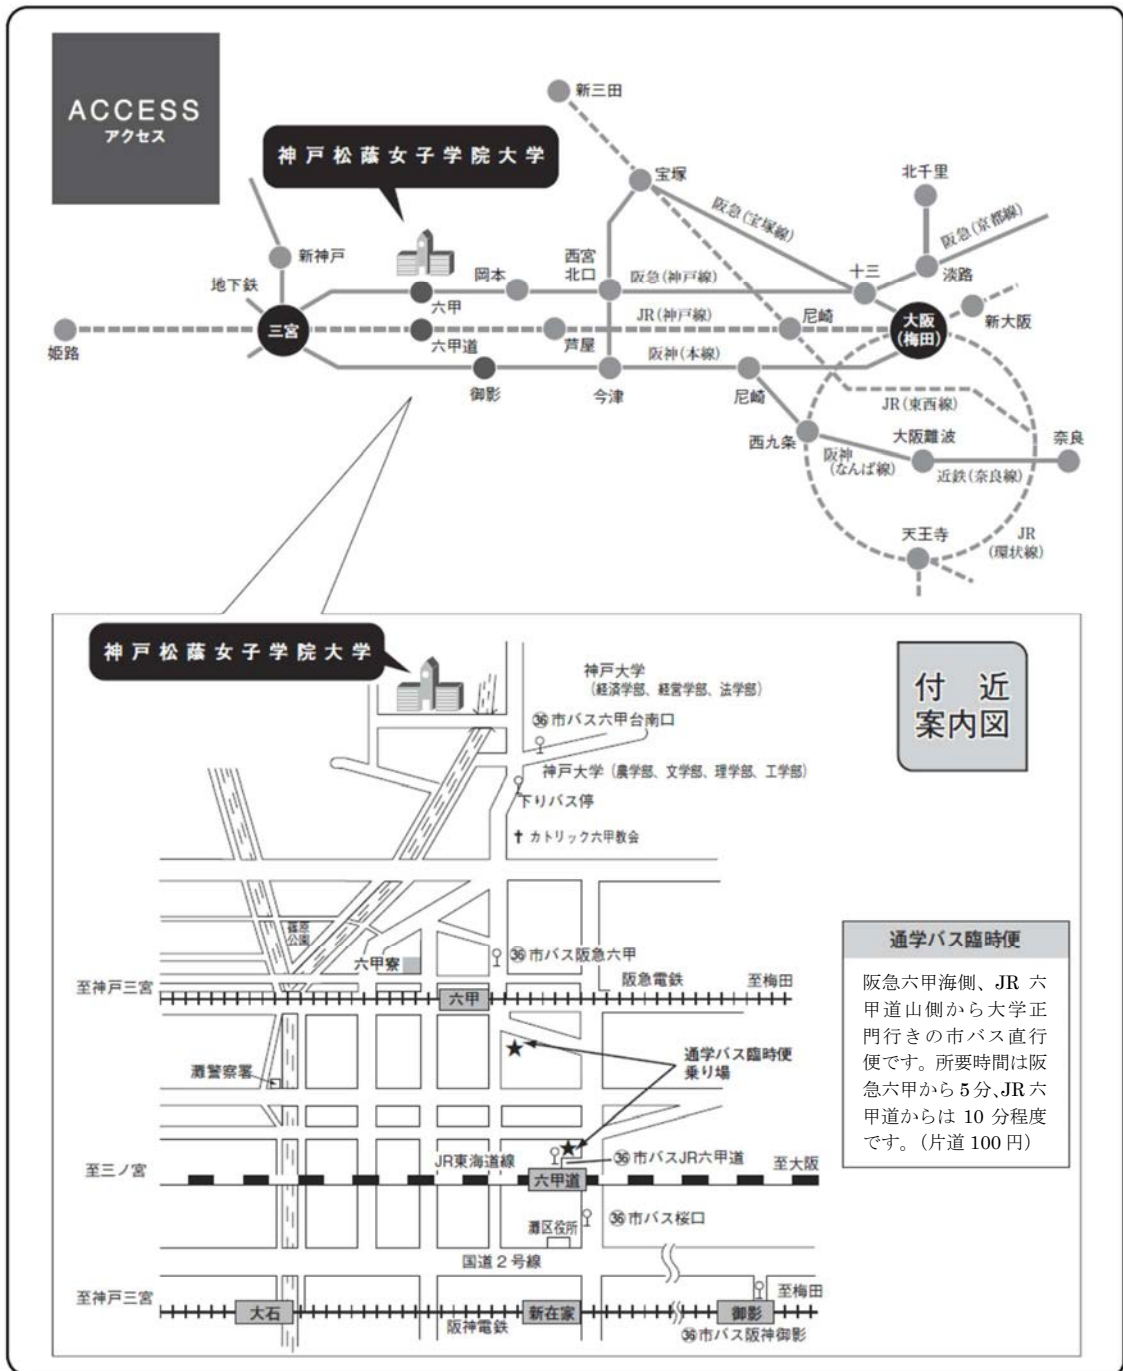 ACCESS
アクセス
神戸松蔭女子学院大学
新三田
宝塚
北千里
阪急(宝塚線)
阪急(京都線)
新神戸
地下鉄
岡本
西宮
北口
阪急(神戸線)
十三
淡路
六甲
三宮
JR(神戸線)
尼崎
大阪
(梅田)
新大阪
姫路
六甲道
芦屋
阪神(本線)
御影
今津
尼崎
JR(東西線)
西九条
大阪難波
奈良
阪神
(なんば線)
近鉄(奈良線)
天王寺
JR
(環状線)
神戸松蔭女子学院大学
付近
案内図
神戸大学
(経済学部、経営学部、法学部)
㊱市バス六甲台南口
神戸大学(農学部、文学部、理学部、工学部)
下りバス停
カトリック六甲教会
篠原
公園
六甲寮
㊱市バス阪急六甲
阪急電鉄
至神戸三宮
至梅田
六甲
通学バス臨時便
乗り場
灘警察署
至三ノ宮
JR東海道線
㊱市バスJR六甲道
至大阪
六甲道
灘区役所
㊱市バス桜口
国道2号線
至神戸三宮
至梅田
大石
新在家
御影
阪神電鉄
㊱市バス阪神御影
通学バス臨時便
阪急六甲海側、JR 六
甲道山側から大学正
門行きの市バス直行
便です。所要時間は阪
急六甲から5分、JR六
甲道からは 10 分程度
です。(片道 100 円)